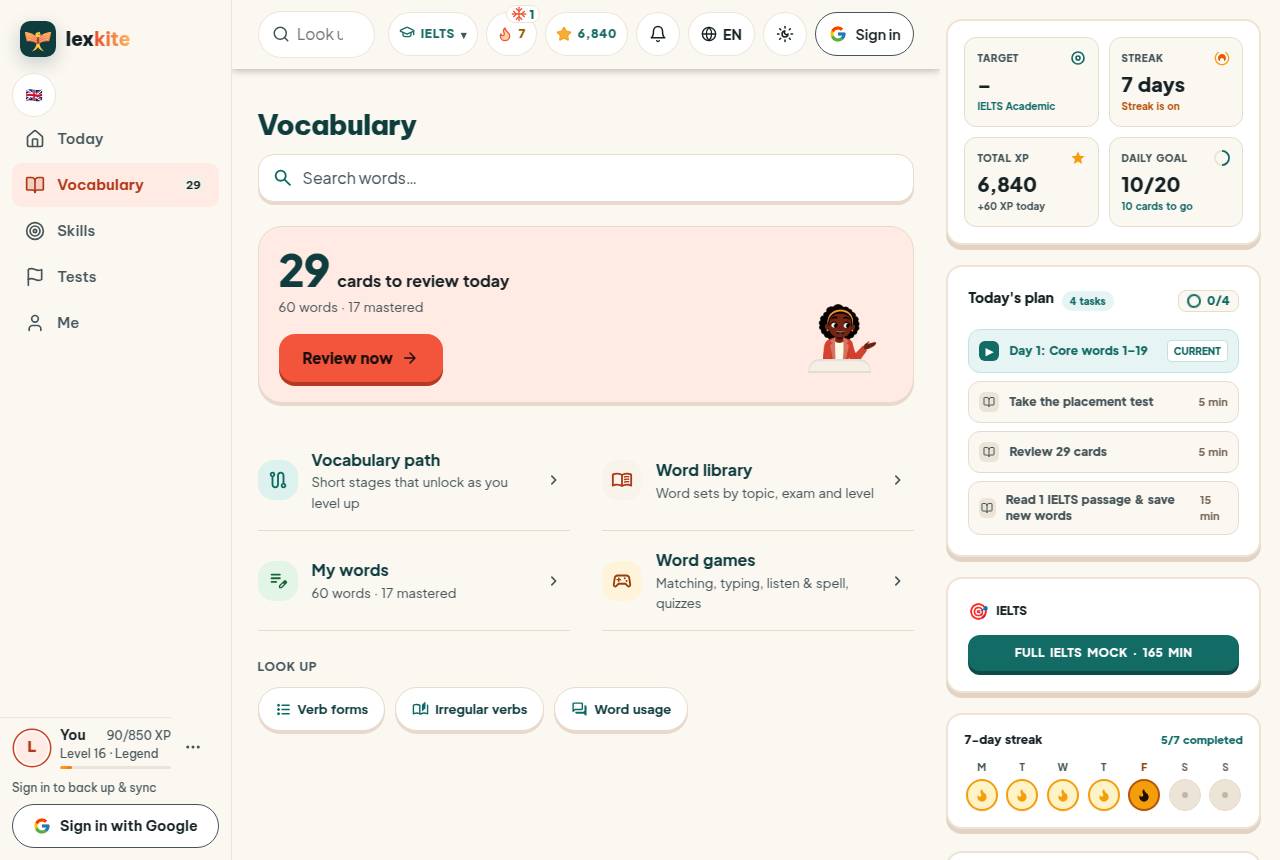 lexkite
Today
Vocabulary 29
Skills
Tests
Me
L You 90/850 XP
Level 16 · Legend
Sign in to back up & sync
Sign in with Google
IELTS
1
7
6,840
EN
Sign in
Vocabulary
Search words...
29 cards to review today
60 words · 17 mastered
Review now
Vocabulary path
Short stages that unlock as you
level up
Word library
Word sets by topic, exam and level
My words
60 words · 17 mastered
Word games
Matching, typing, listen & spell,
quizzes
LOOK UP
Verb forms
Irregular verbs
Word usage
TARGET
–
IELTS Academic
STREAK
7 days
Streak is on
TOTAL XP
6,840
+60 XP today
DAILY GOAL
10/20
10 cards to go
Today's plan 4 tasks 0/4
Day 1: Core words 1–19 CURRENT
Take the placement test 5 min
Review 29 cards 5 min
Read 1 IELTS passage & save
new words
15
min
IELTS
FULL IELTS MOCK · 165 MIN
7-day streak 5/7 completed
M T W T F S S